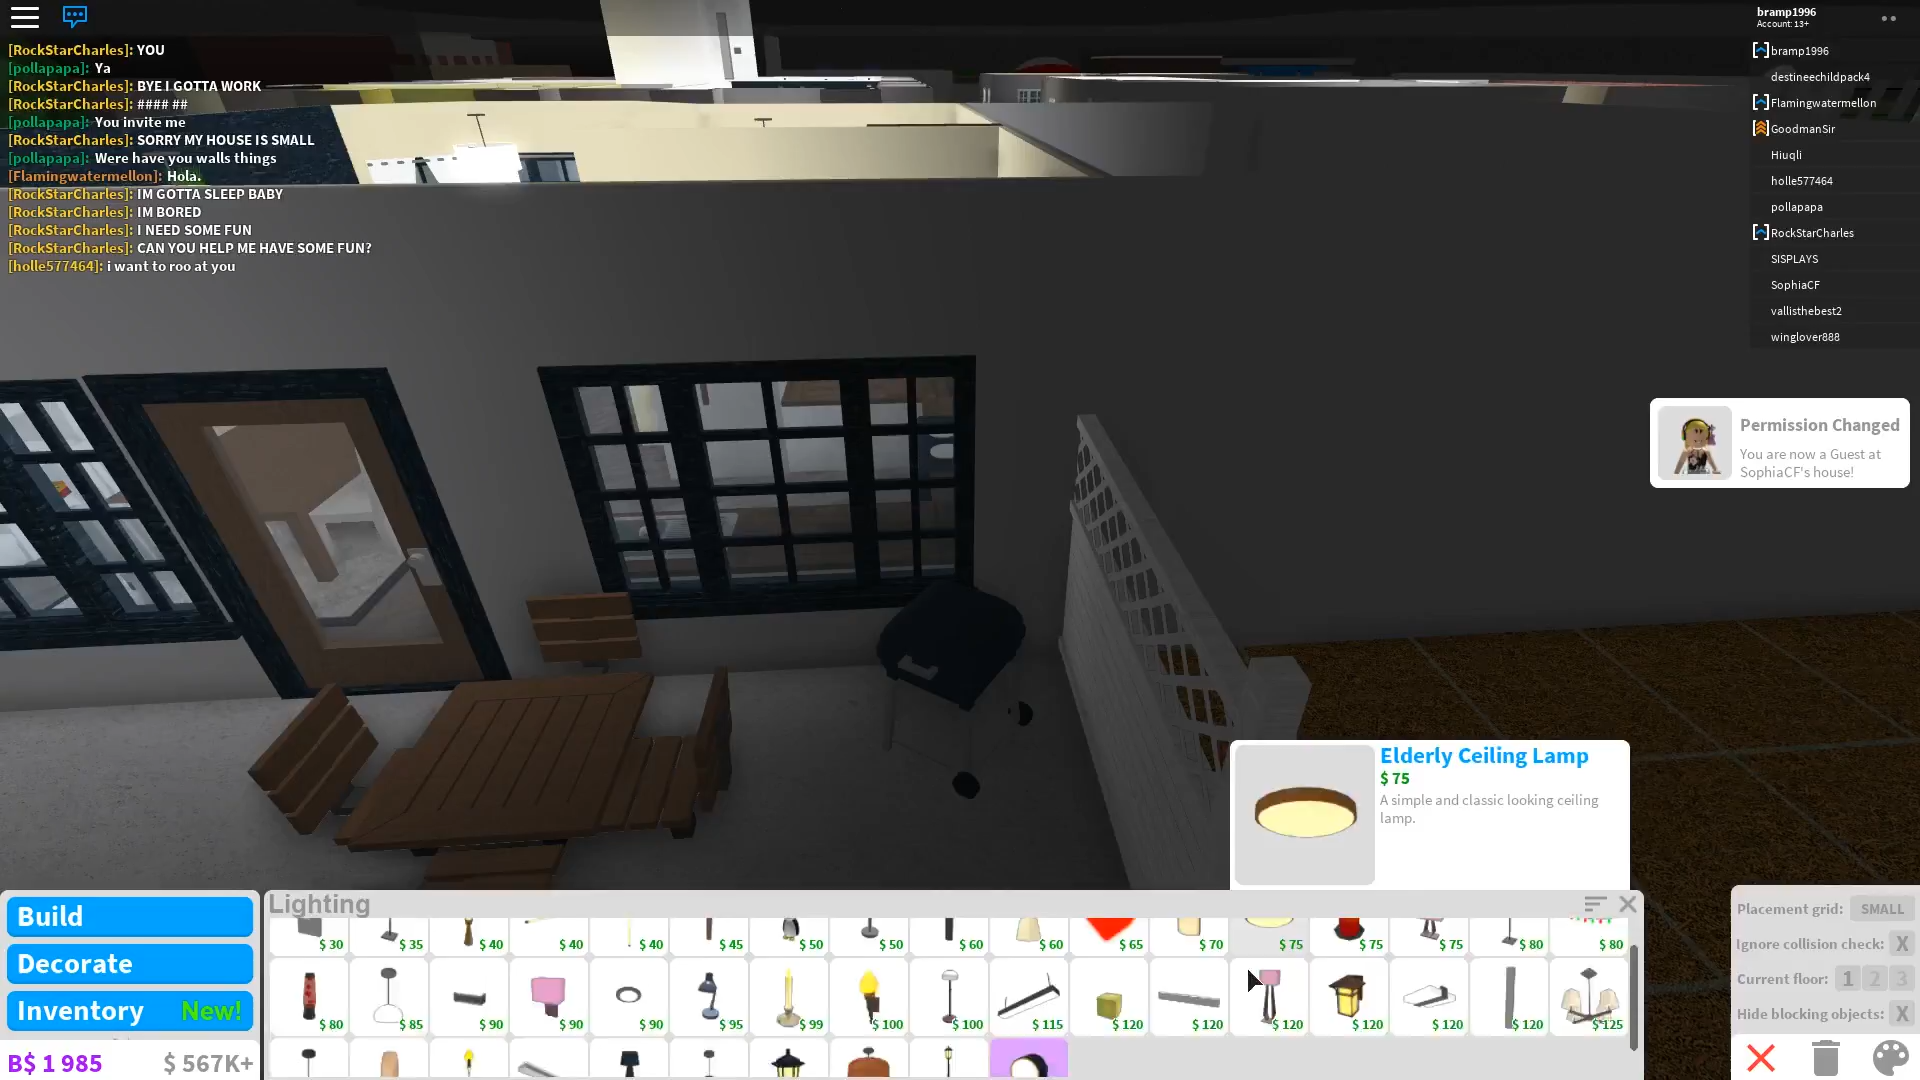 [RockStarCharles]: YOU
[pollapapa]: Ya
[RockStarCharles]: BYE I GOTTA WORK
[RockStarCharles]: #### ##
[pollapapa]: You invite me
[RockStarCharles]: SORRY MY HOUSE IS SMALL
[pollapapa]: Were have you walls things
[Flamingwatermellon]: Hola.
[RockStarCharles]: IM GOTTA SLEEP BABY
[RockStarCharles]: IM BORED
[RockStarCharles]: I NEED SOME FUN
[RockStarCharles]: CAN YOU HELP ME HAVE SOME FUN?
[holle577464]: i want to roo at you
bramp1996
Account: 13+
bramp1996
destineechildpack4
Flamingwatermellon
GoodmanSir
Hiuqli
holle577464
pollapapa
RockStarCharles
SISPLAYS
SophiaCF
vallisthebest2
winglover888
Permission Changed
You are now a Guest at
SophiaCF's house!
Elderly Ceiling Lamp
$ 75
A simple and classic looking ceiling
lamp.
Build
Decorate
Inventory New!
B$ 1 985 $ 567K+
Lighting
$ 30 $ 35 $ 40 $ 40 $ 40 $ 45 $ 50 $ 50 $ 60 $ 60 $ 65 $ 70 $ 75 $ 75 $ 75 $ 80 $ 80
$ 80 $ 85 $ 90 $ 90 $ 90 $ 95 $ 99 $ 100 $ 100 $ 115 $ 120 $ 120 $ 120 $ 120 $ 120 $ 120 $ 125
Placement grid: SMALL
Ignore collision check: X
Current floor: 1 2 3
Hide blocking objects: X